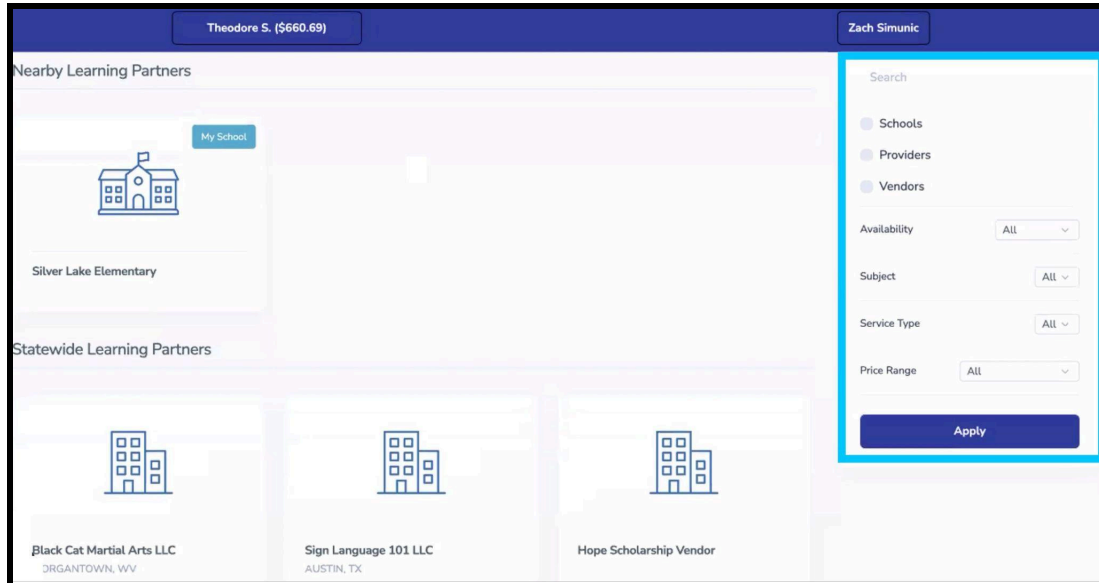 Theodore S. ($660.69)
Zach Simunic
Nearby Learning Partners
My School
Silver Lake Elementary
Statewide Learning Partners
Black Cat Martial Arts LLC
ORGANTOWN, WV
Sign Language 101 LLC
AUSTIN, TX
Hope Scholarship Vendor
Search
Schools
Providers
Vendors
Availability All
Subject All
Service Type All
Price Range All
Apply